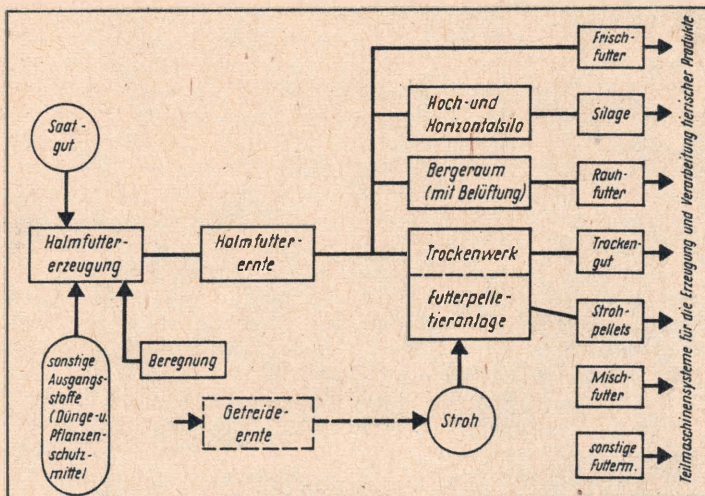 Saat-
gut
Halmfutter-
erzeugung
sonstige
Ausgangs-
stoffe
(Dünge-u.
Pflanzen-
schutz-
mittel
Beregnung
Halmfutter-
ernte
Getreide-
ernte
Hoch- und
Horizontalsilo
Bergeraum
(mit Belüftung)
Trockenwerk
Futterpelle-
tieranlage
Stroh
Frisch-
futter
Silage
Rauh-
futter
Trocken-
gut
Stroh-
pellets
Misch-
futter
sonstige
Futterm.
Teilmaschinensysteme für die Erzeugung und Verarbeitung tierischer Produkte